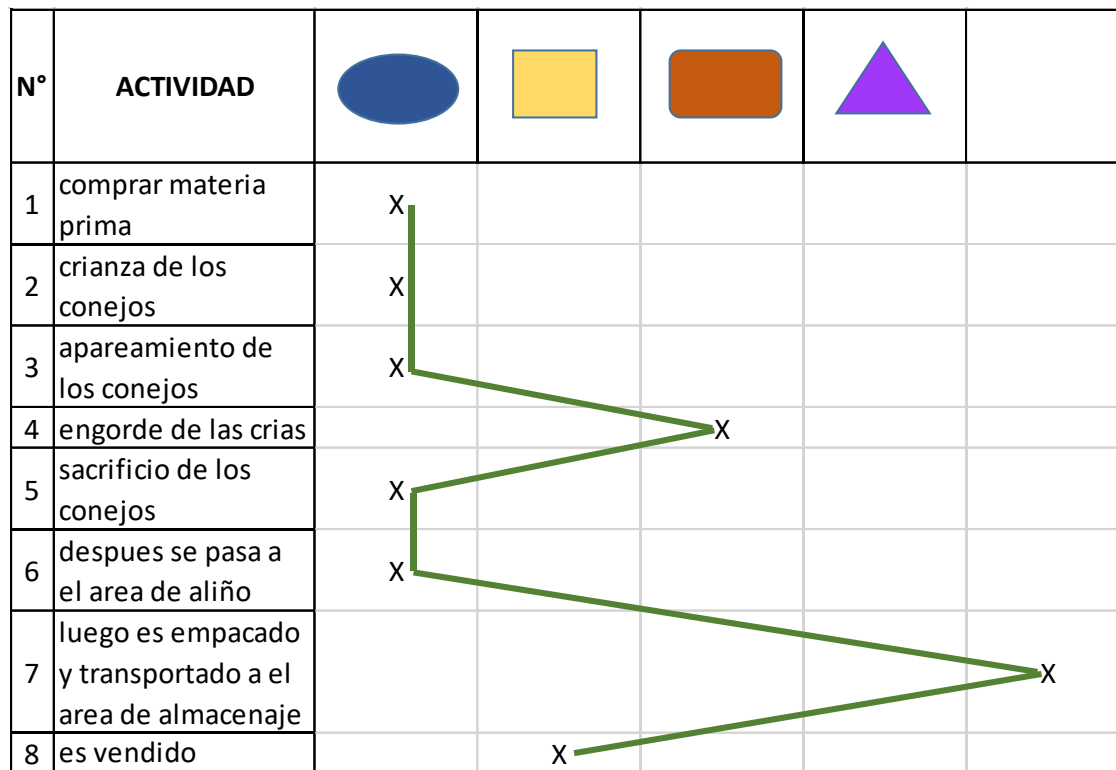 N° ACTIVIDAD
1 comprar materia
prima X
2 crianza de los
conejos X
3 apareamiento de
los conejos X
4 engorde de las crias X
5 sacrificio de los
conejos X
6 despues se pasa a
el area de aliño X
7 luego es empacado
y transportado a el
area de almacenaje X
8 es vendido X